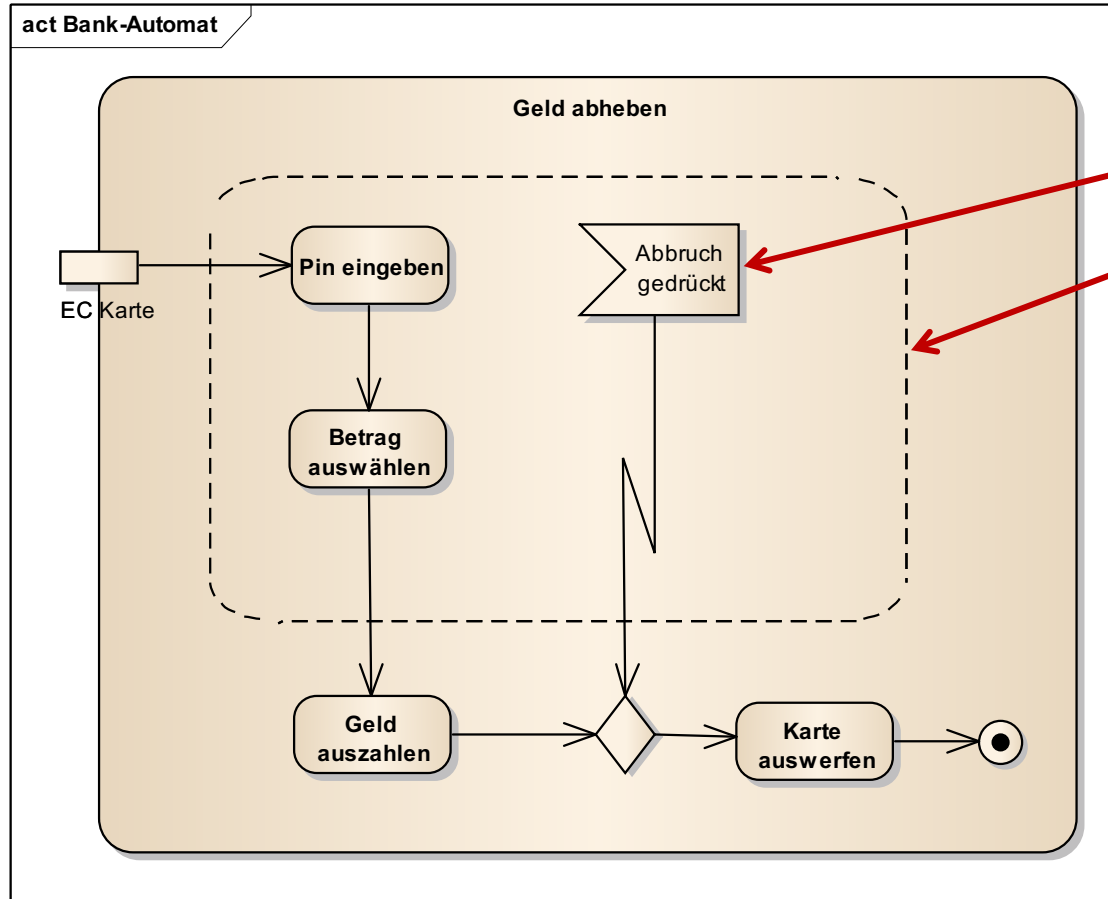 act Bank-Automat
Geld abheben
EC Karte
Pin eingeben
Abbruch
gedrückt
Betrag
auswählen
Geld
auszahlen
Karte
auswerfen